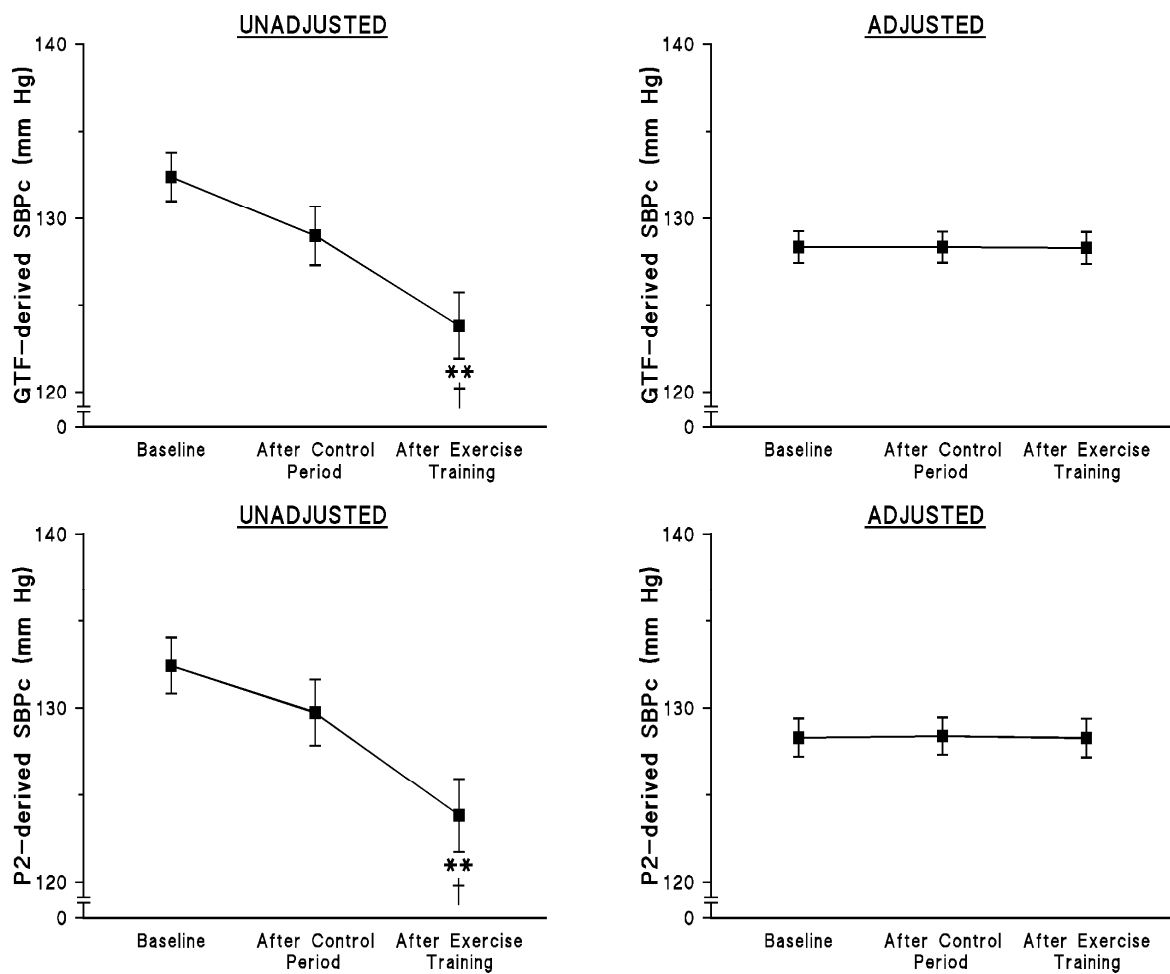 UNADJUSTED
GTF-derived SBPc (mm Hg)
140
130
120
0
Baseline
After Control
Period
After Exercise
Training
**
†
ADJUSTED
GTF-derived SBPc (mm Hg)
140
130
120
0
Baseline
After Control
Period
After Exercise
Training
UNADJUSTED
P2-derived SBPc (mm Hg)
140
130
120
0
Baseline
After Control
Period
After Exercise
Training
**
†
ADJUSTED
P2-derived SBPc (mm Hg)
140
130
120
0
Baseline
After Control
Period
After Exercise
Training